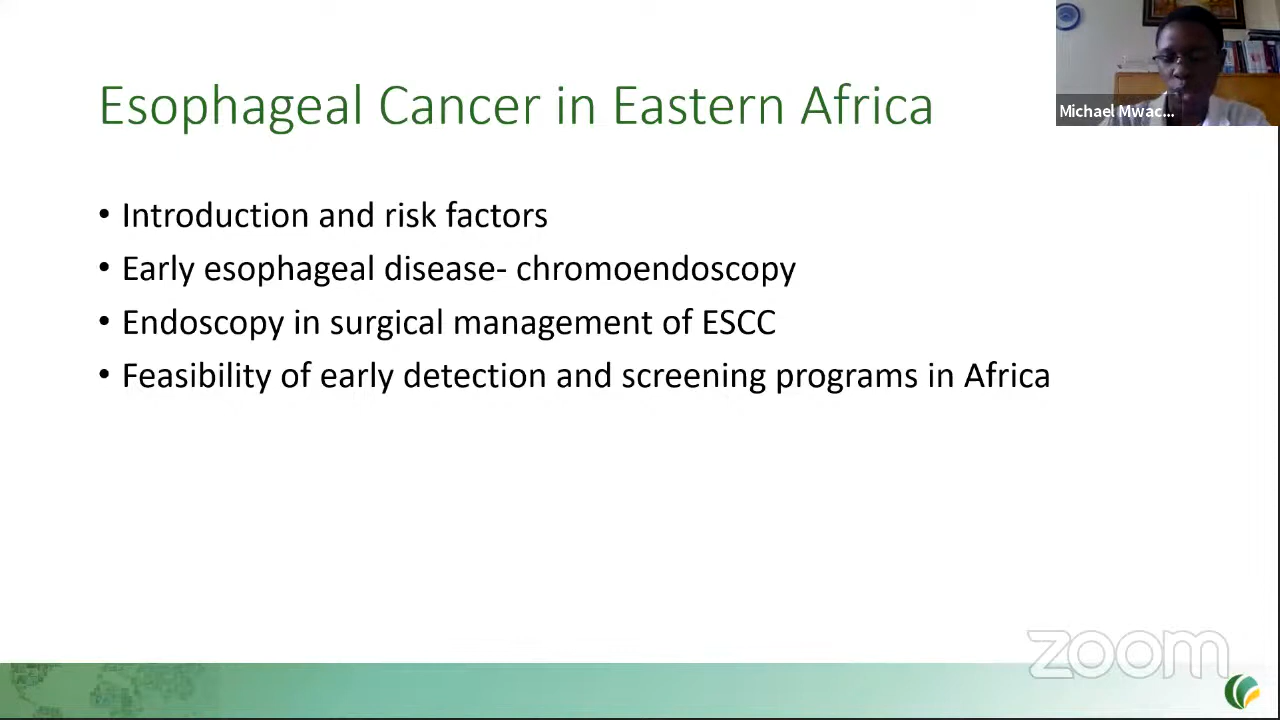 Esophageal Cancer in Eastern Africa
Michael Mwac...
• Introduction and risk factors
• Early esophageal disease- chromoendoscopy
• Endoscopy in surgical management of ESCC
• Feasibility of early detection and screening programs in Africa
zoom